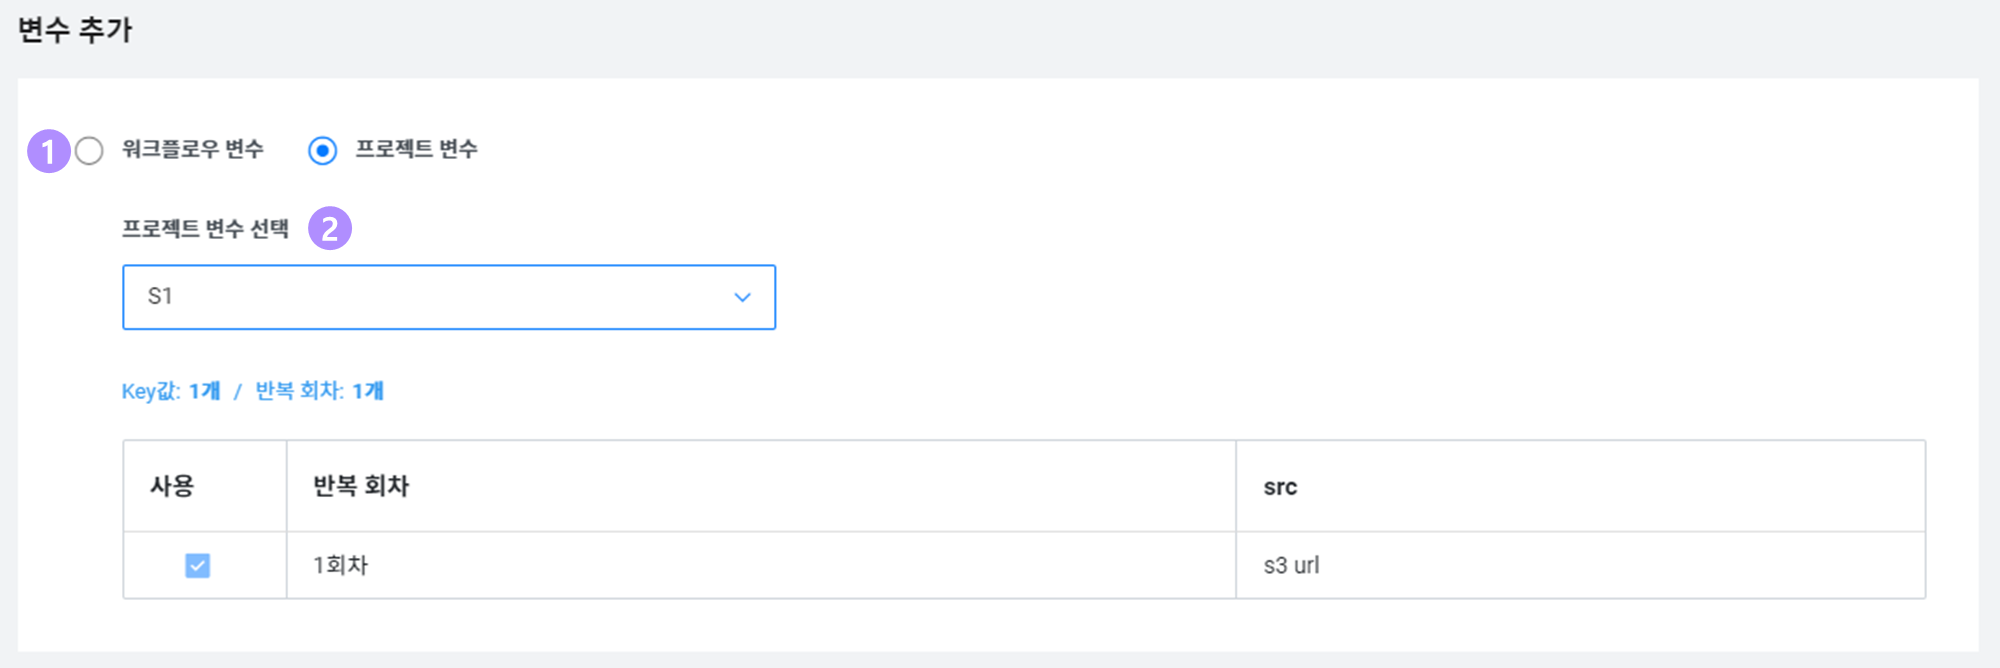 변수 추가
1 워크플로우 변수 프로젝트 변수
프로젝트 변수 선택 2
S1
Key값: 1개 / 반복 회차: 1개
사용 반복 회차 src
1회차 s3 url